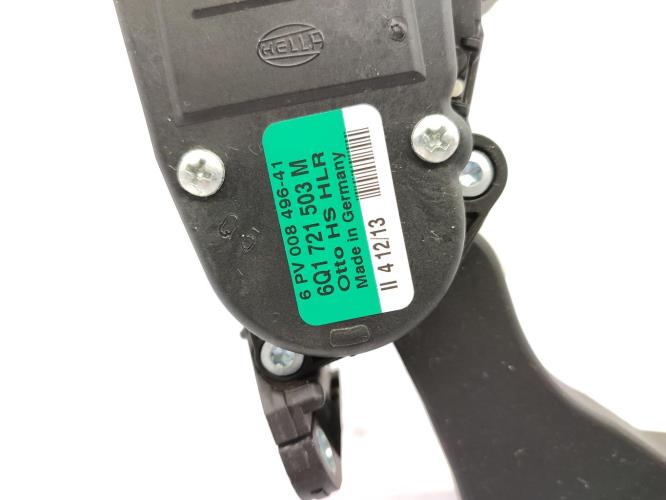 HELLA
6 PV 008 496-41
6Q1 721 503 M
Otto HS HLR
Made in Germany
II 4 12/13